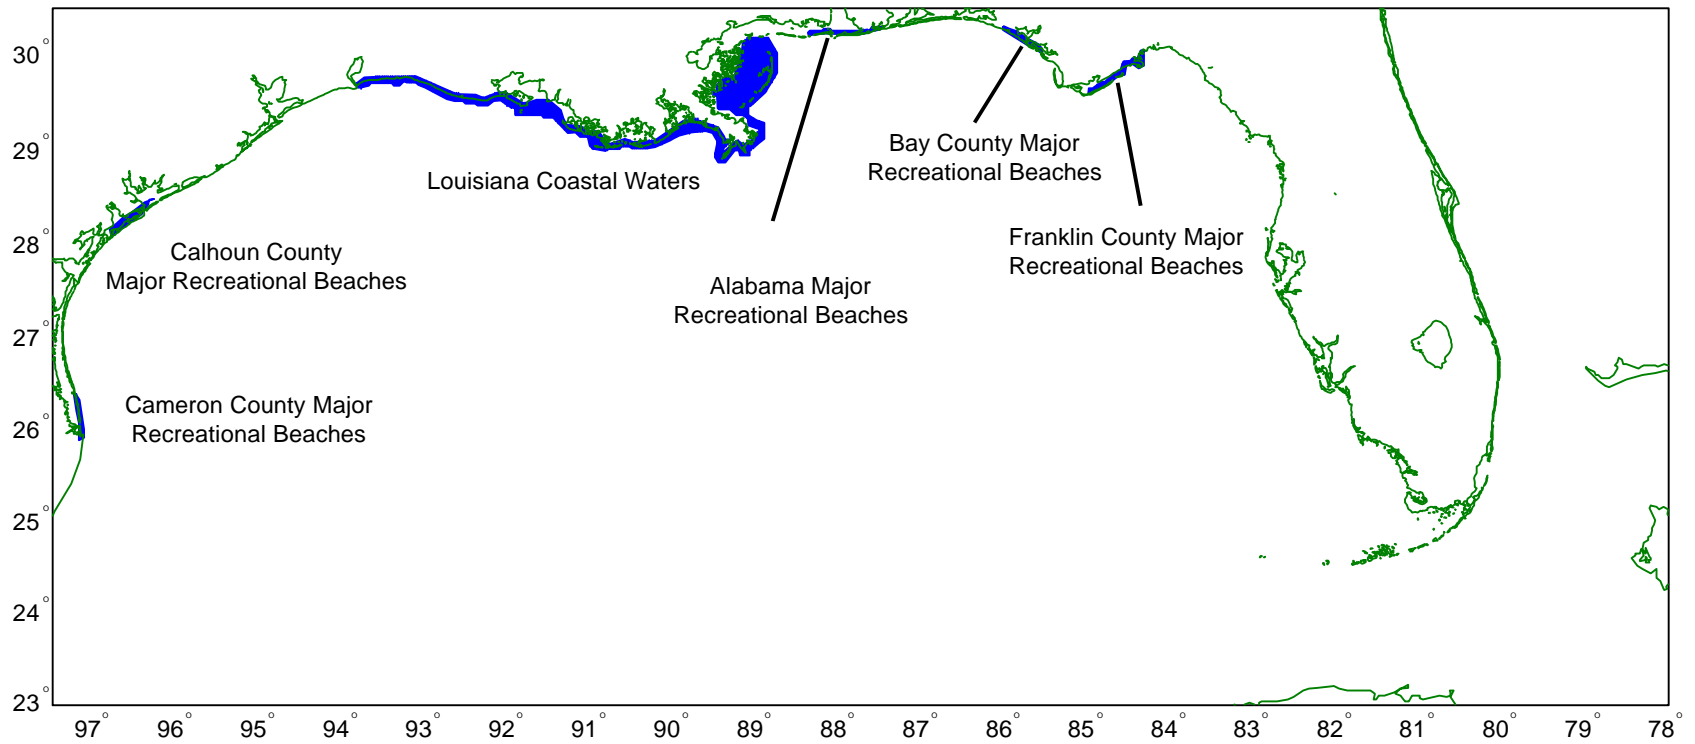 30°
29°
28°
27°
26°
25°
24°
23°
Louisiana Coastal Waters
Bay County Major
Recreational Beaches
Calhoun County
Major Recreational Beaches
Franklin County Major
Recreational Beaches
Alabama Major
Recreational Beaches
Cameron County Major
Recreational Beaches
97° 96° 95° 94° 93° 92° 91° 90° 89° 88° 87° 86° 85° 84° 83° 82° 81° 80° 79° 78°